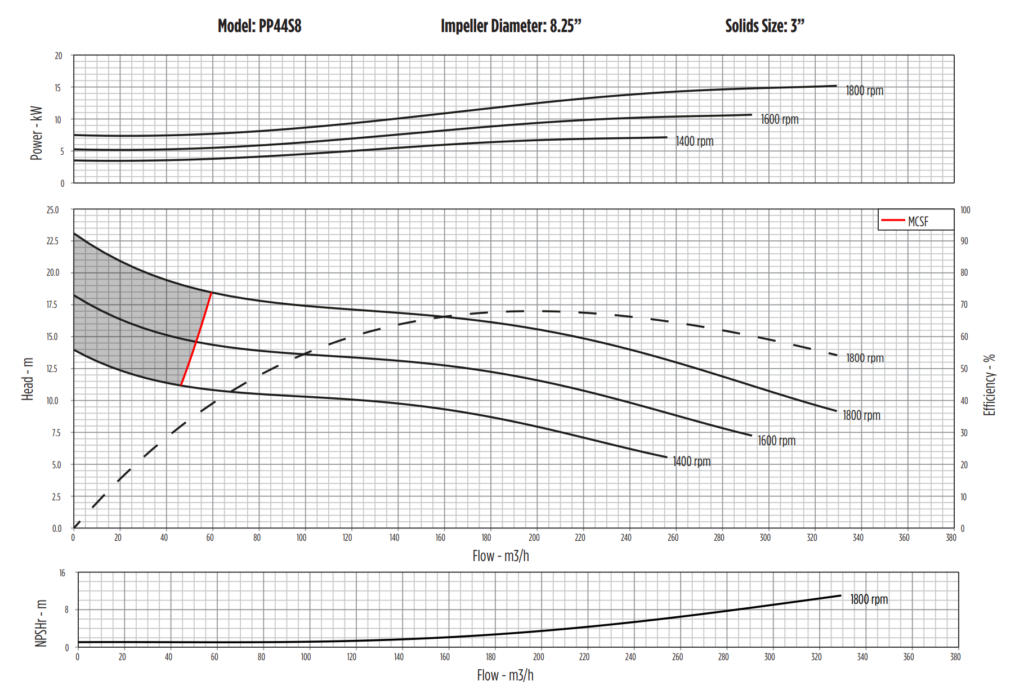 Model: PP44S8 Impeller Diameter: 8.25” Solids Size: 3”
20
15
10
5
0
Power - kW
1800 rpm
1600 rpm
1400 rpm
25.0
22.5
20.0
17.5
15.0
12.5
10.0
7.5
5.0
2.5
0.0
Head - m
MCSF
100
90
80
70
60
50
40
30
20
10
0
Efficiency - %
1800 rpm
1800 rpm
1600 rpm
1400 rpm
0 20 40 60 80 100 120 140 160 180 200 220 240 260 280 300 320 340 360 380
Flow - m3/h
16
8
0
NPSHr - m
1800 rpm
0 20 40 60 80 100 120 140 160 180 200 220 240 260 280 300 320 340 360 380
Flow - m3/h